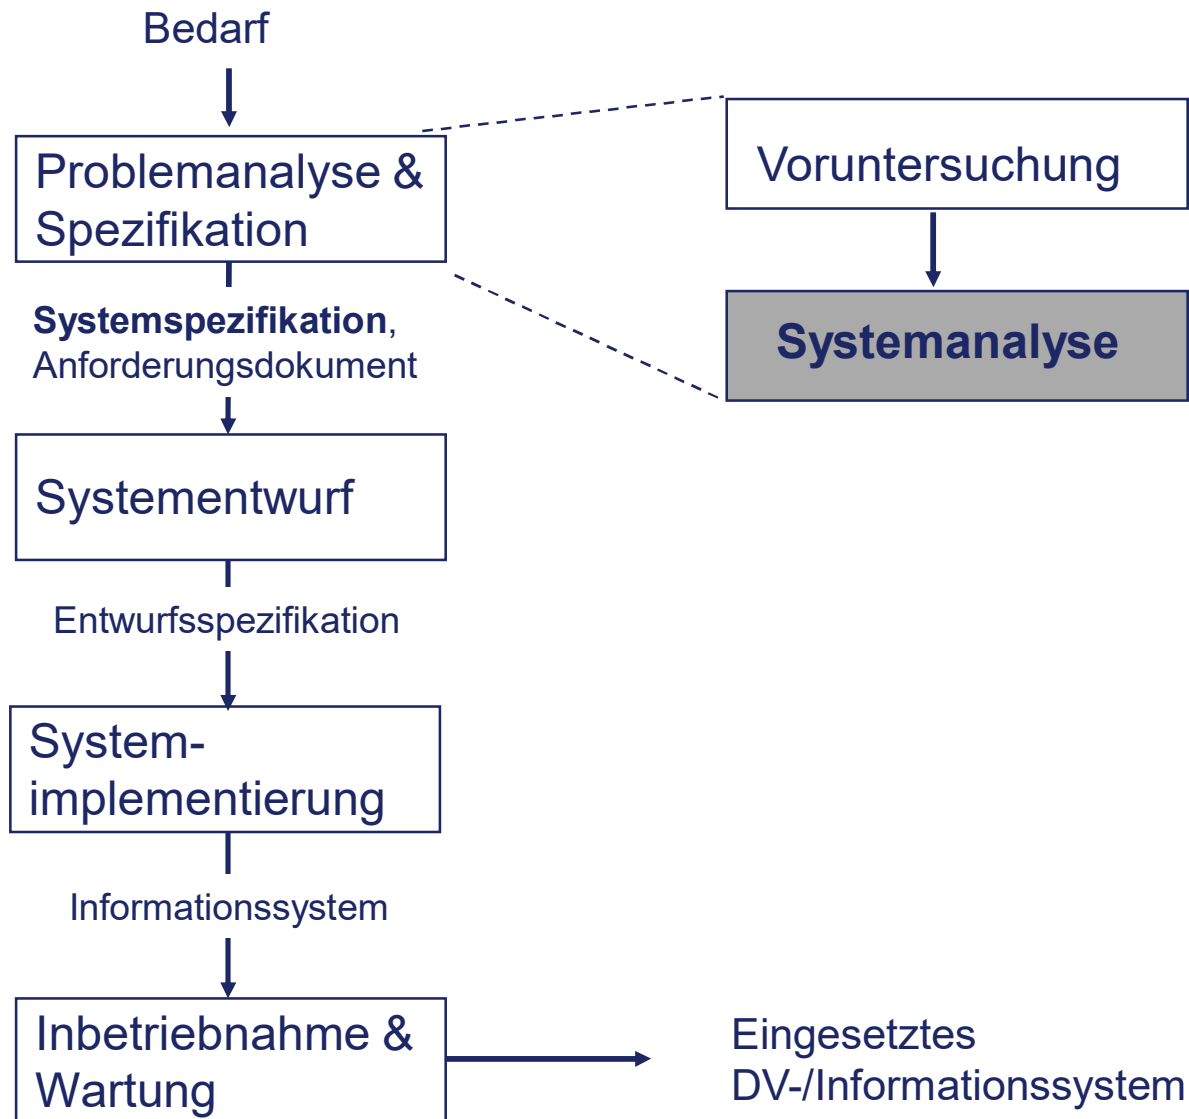 Bedarf
Problemanalyse &
Spezifikation
Voruntersuchung
Systemanalyse
Systemspezifikation,
Anforderungsdokument
Systementwurf
Entwurfsspezifikation
System-
implementierung
Informationssystem
Inbetriebnahme &
Wartung
Eingesetztes
DV-/Informationssystem